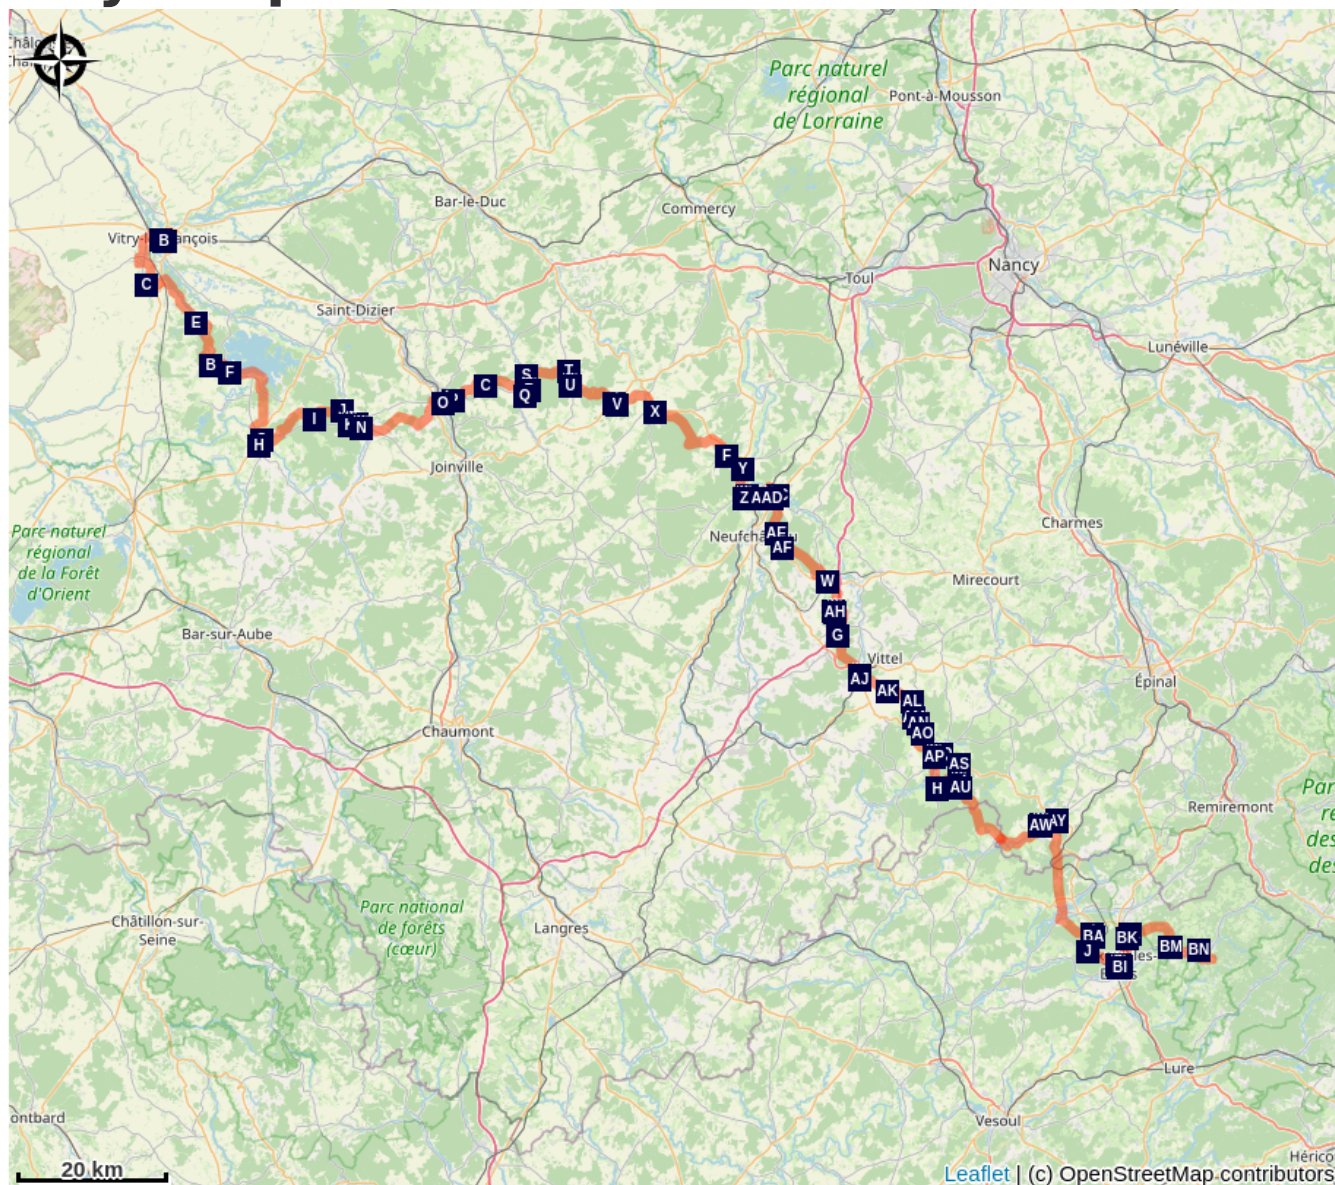 Parc naturel
régional
de Lorraine
Pont-à-Mousson
Bar-le-Duc
Commercy
B
Toul
Nancy
C
Saint-Dizier
E
Lunéville
B
F
S
T
C
U
Q
J
O
V
X
I
N
H
Joinville
F
Y
Z
AAD
Charmes
Parc naturel
régional
de la Forêt
d'Orient
AE
AF
W
Mirecourt
AH
Bar-sur-Aube
G
Vittel
AJ
Épinal
AK
AL
AN
AO
Chaumont
AP
AS
H
AU
Remiremont
AW
AY
Parc national
de forêts
(cœur)
Châtillon-sur-
Seine
Langres
BA
BK
J
BM
BN
BI
Lure
Vesoul
20 km
Leaflet | (c) OpenStreetMap contributors